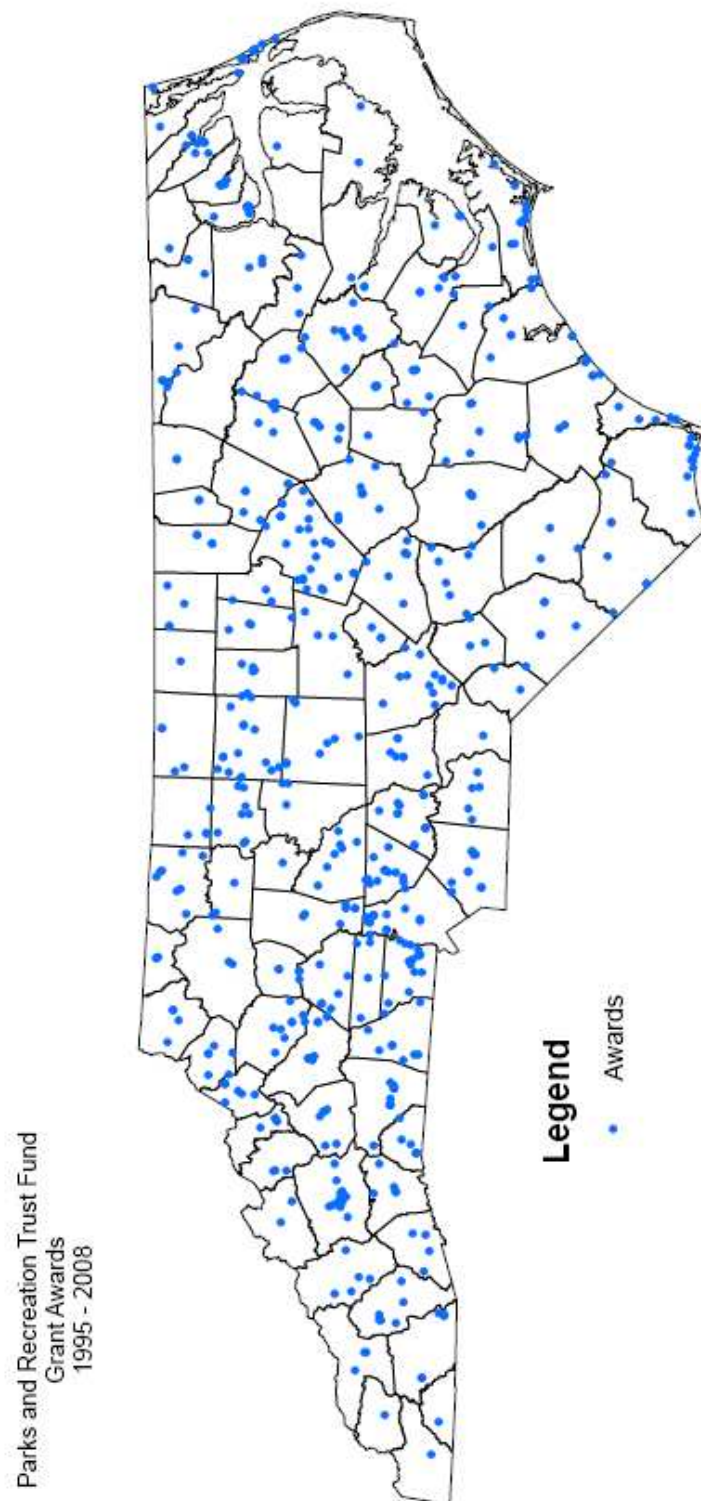 Parks and Recreation Trust Fund
Grant Awards
1995 - 2008
Legend
Awards